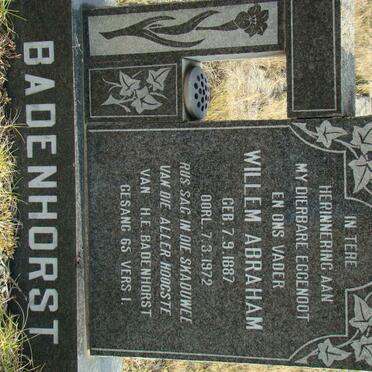 IN TERE
HERINNERING AAN
MY DIERBARE EGGENOOT
EN ONS VADER
WILLEM ABRAHAM
GEB. 7.9.1887
OORL. 7.3.1972
RUS SAG IN DIE SKADUWEE
VAN DIE ALLER HOOGSTE
VAN H.E. BADENHORST
GESANG 65 VERS 1.
BADENHORST